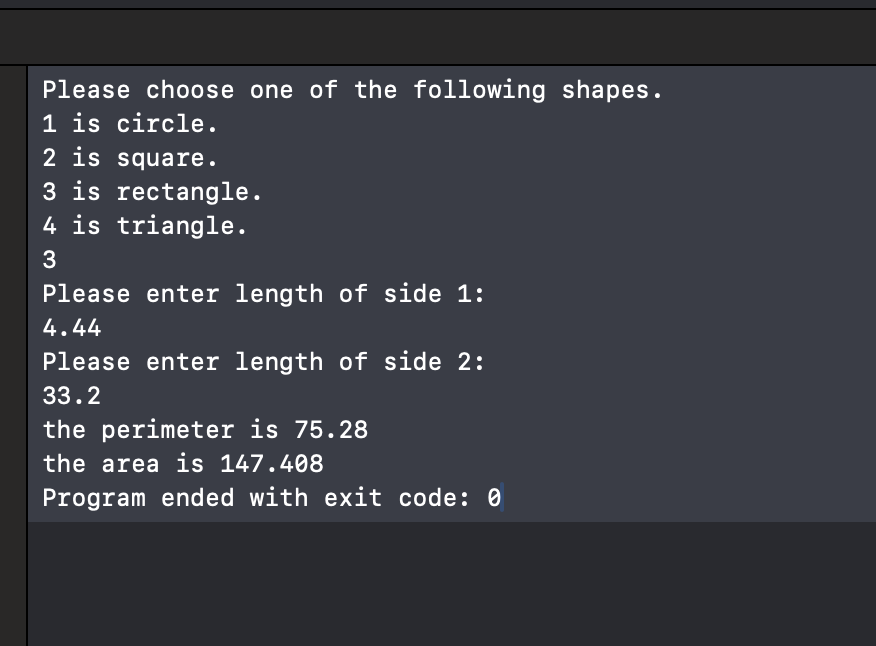 Please choose one of the following shapes.
1 is circle.
2 is square.
3 is rectangle.
4 is triangle.
3
Please enter length of side 1:
4.44
Please enter length of side 2:
33.2
the perimeter is 75.28
the area is 147.408
Program ended with exit code: 0